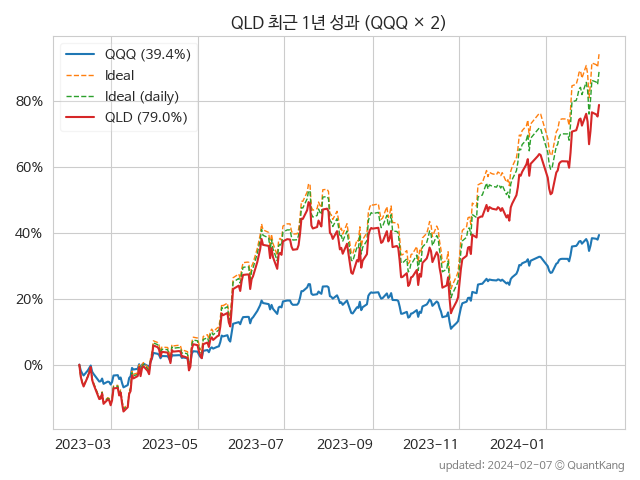 QLD 최근 1년 성과 (QQQ × 2)
QQQ (39.4%)
Ideal
Ideal (daily)
QLD (79.0%)
80%
60%
40%
20%
0%
2023-03 2023-05 2023-07 2023-09 2023-11 2024-01
updated: 2024-02-07 © QuantKang